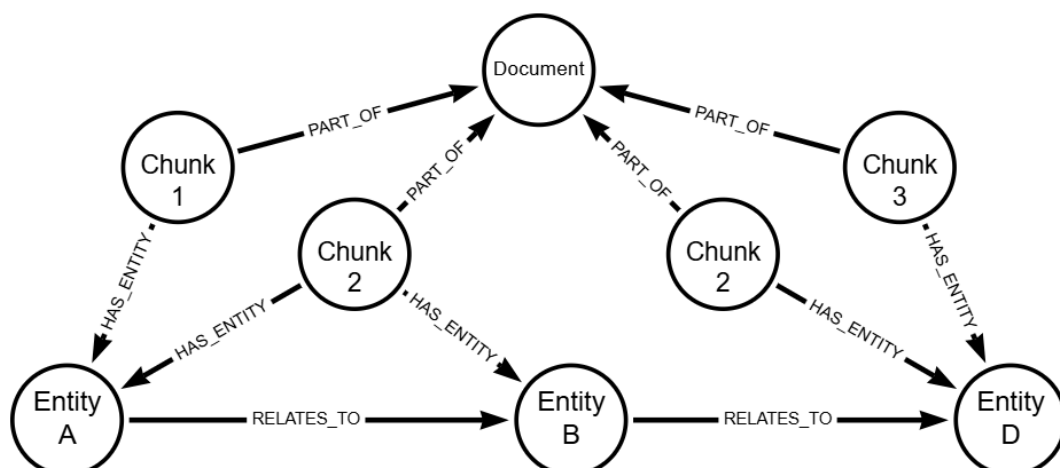 Document
PART_OF
PART_OF
Chunk
1
Chunk
3
PART_OF
PART_OF
Chunk
2
Chunk
2
HAS_ENTITY
HAS_ENTITY
HAS_ENTITY
HAS_ENTITY
HAS_ENTITY
Entity
A
RELATES_TO
Entity
B
RELATES_TO
Entity
D